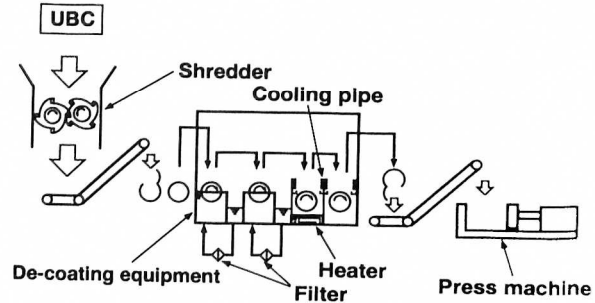 UBC
Shredder
Cooling pipe
De-coating equipment
Heater
Filter
Press machine